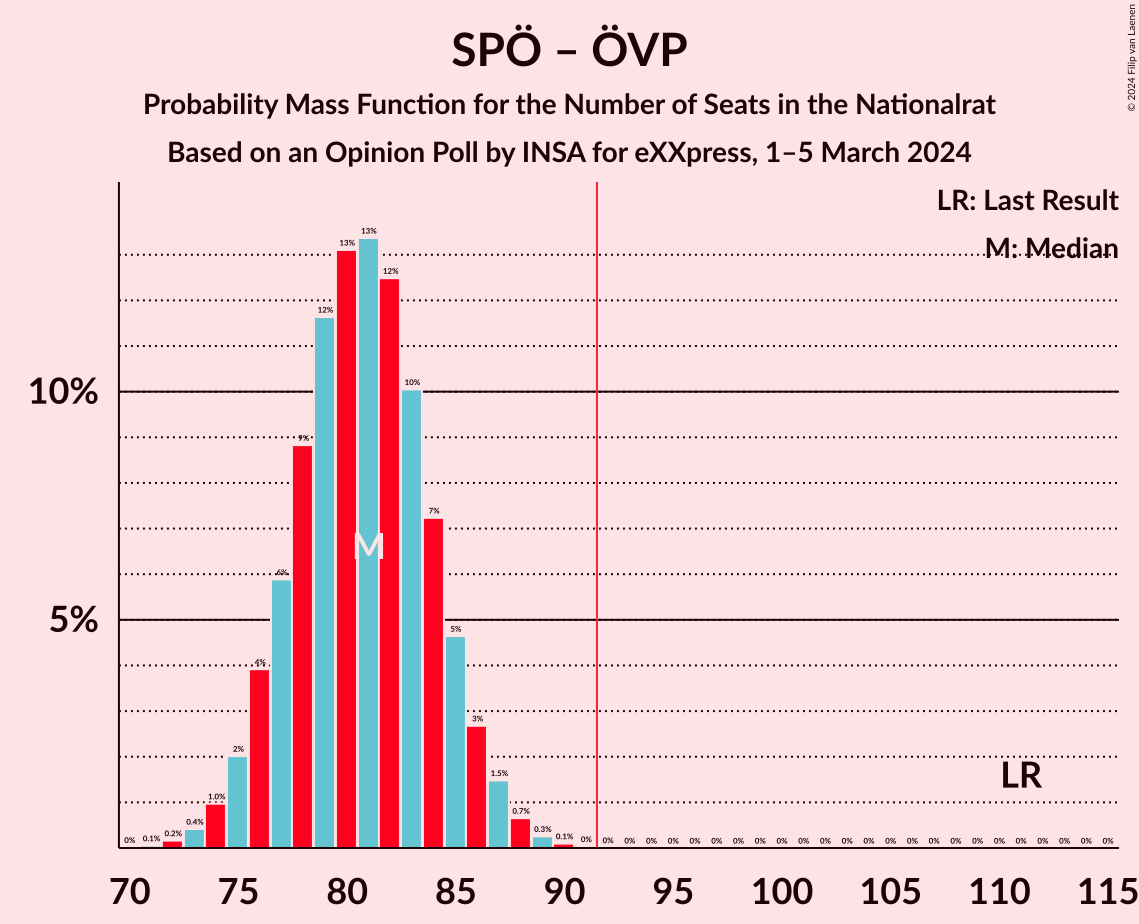 SPÖ – ÖVP
Probability Mass Function for the Number of Seats in the Nationalrat
Based on an Opinion Poll by INSA for eXXpress, 1–5 March 2024
© 2024 Filip van Laenen
LR: Last Result
M: Median
10%
5%
0% 0.1% 0.2% 0.4% 1.0% 2% 4% 6% 9% 12% 13% 13% 12% 10% 7% 5% 3% 1.5% 0.7% 0.3% 0.1% 0% 0% 0% 0% 0% 0% 0% 0% 0% 0% 0% 0% 0% 0% 0% 0% 0% 0% 0% 0% 0% 0% 0% 0% 0%
M
LR
70 75 80 85 90 95 100 105 110 115